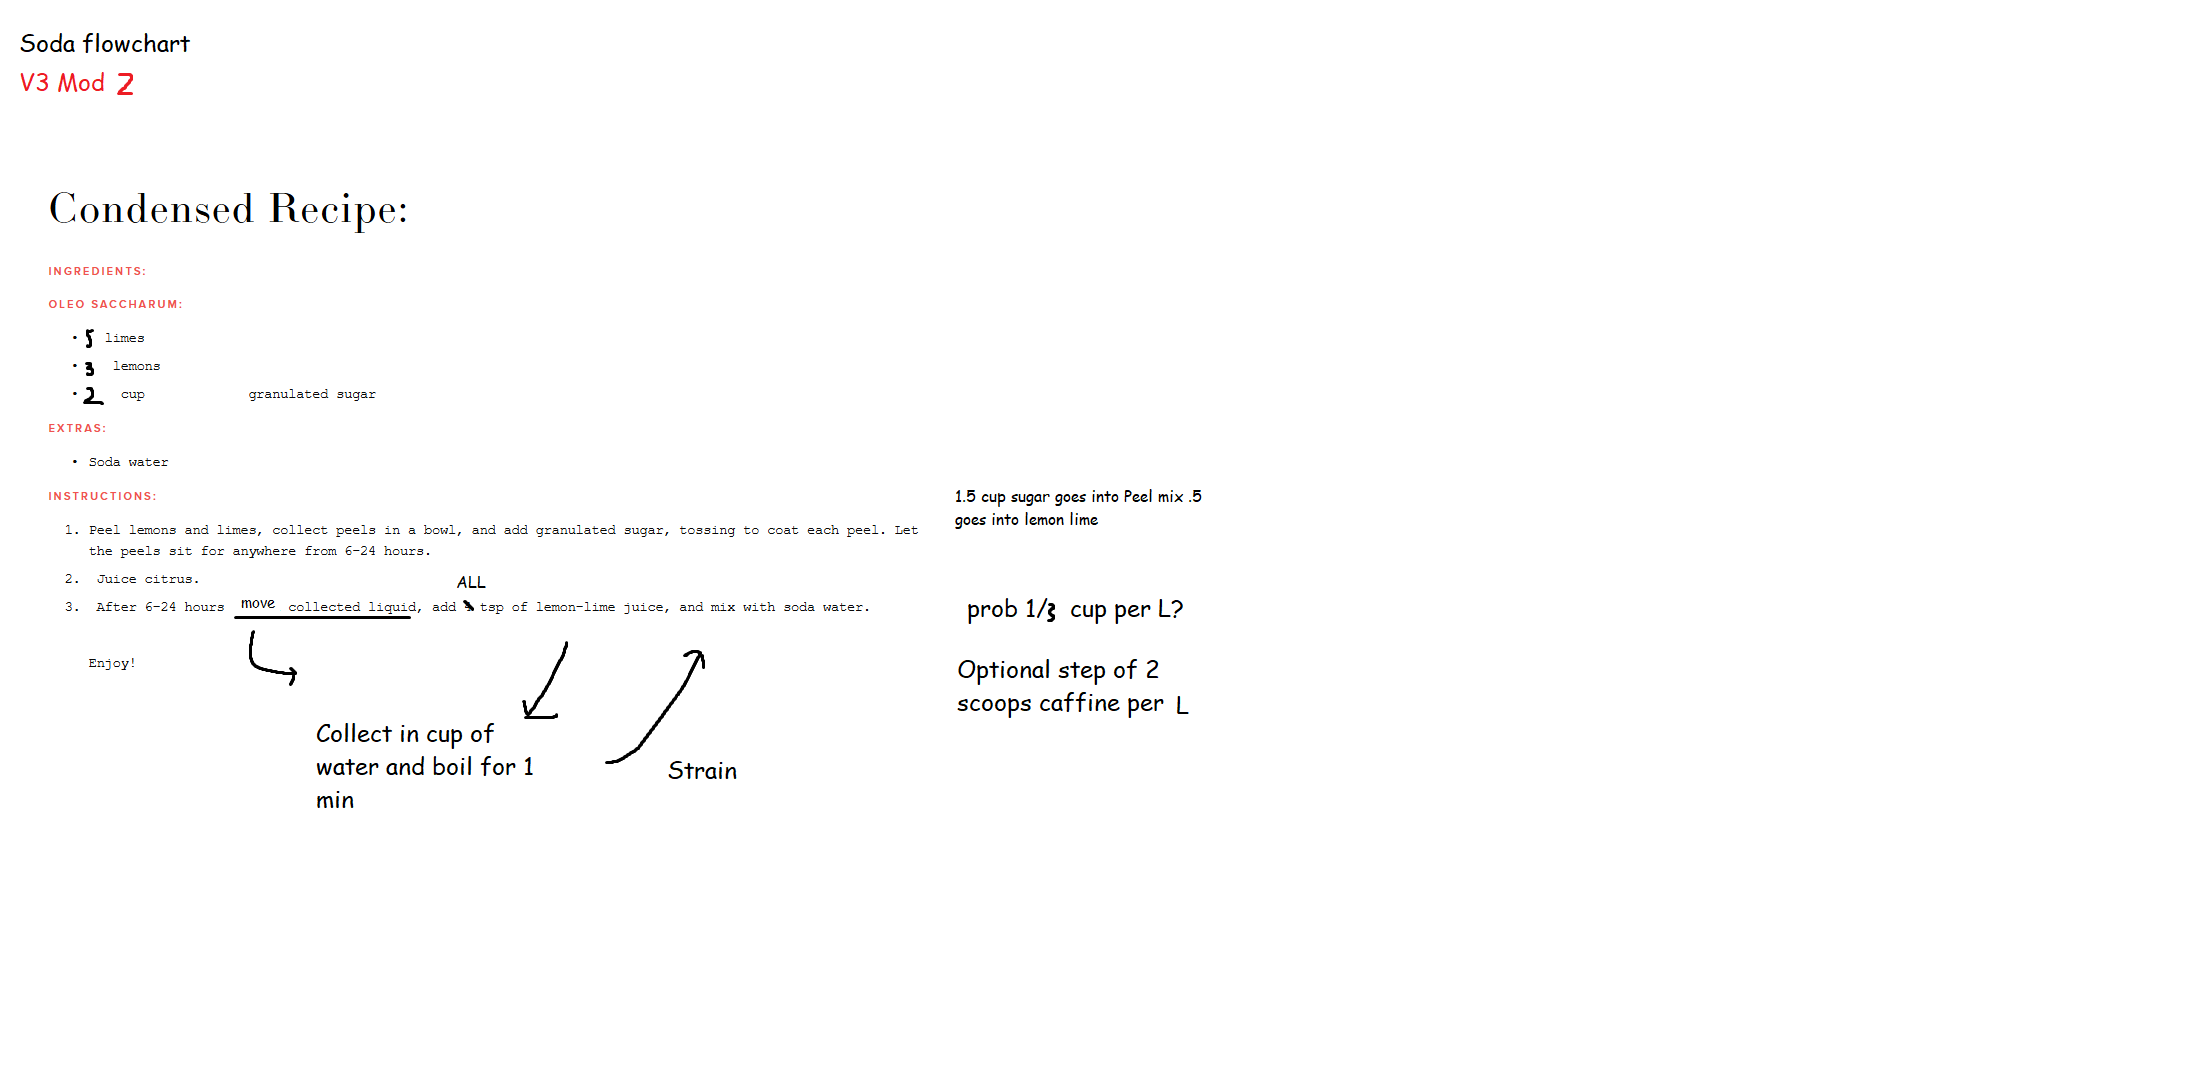 Soda flowchart
V3 Mod 2
Condensed Recipe:
INGREDIENTS:
OLEO SACCHARUM:
• 5 limes
• 3 lemons
• 2 cup granulated sugar
EXTRAS:
• Soda water
INSTRUCTIONS:
1. Peel lemons and limes, collect peels in a bowl, and add granulated sugar, tossing to coat each peel. Let
the peels sit for anywhere from 6-24 hours.
2. Juice citrus.
ALL
3. After 6-24 hours move collected liquid, add tsp of lemon-lime juice, and mix with soda water.
Enjoy!
Collect in cup of
water and boil for 1
min
Strain
1.5 cup sugar goes into Peel mix .5
goes into lemon lime
prob 1/3 cup per L?
Optional step of 2
scoops caffine per L